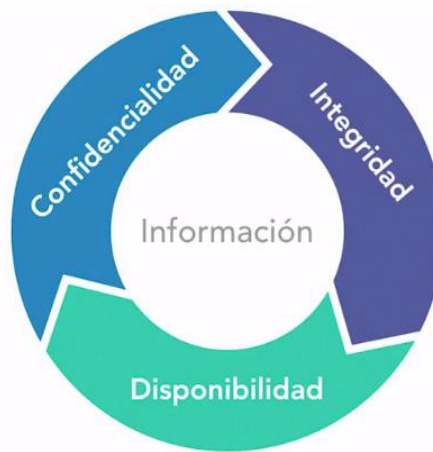 Confidencialidad
Integridad
Información
Disponibilidad